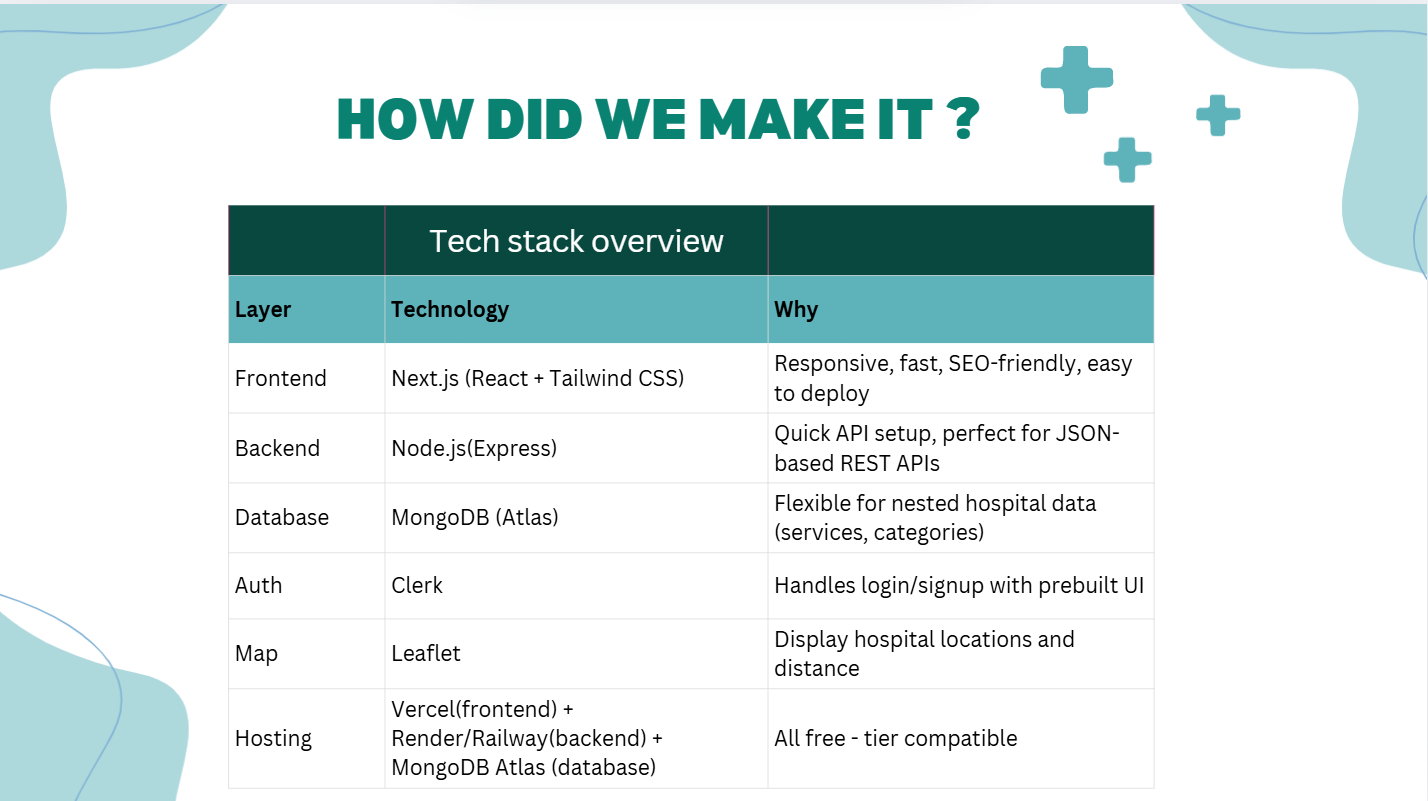 HOW DID WE MAKE IT ?
Tech stack overview
Layer
Technology
Why
Frontend
Next.js (React + Tailwind CSS)
Responsive, fast, SEO-friendly, easy
to deploy
Backend
Node.js(Express)
Quick API setup, perfect for JSON-
based REST APIs
Database
MongoDB (Atlas)
Flexible for nested hospital data
(services, categories)
Auth
Clerk
Handles login/signup with prebuilt UI
Map
Leaflet
Display hospital locations and
distance
Hosting
Vercel(frontend) +
Render/Railway(backend) +
MongoDB Atlas (database)
All free - tier compatible